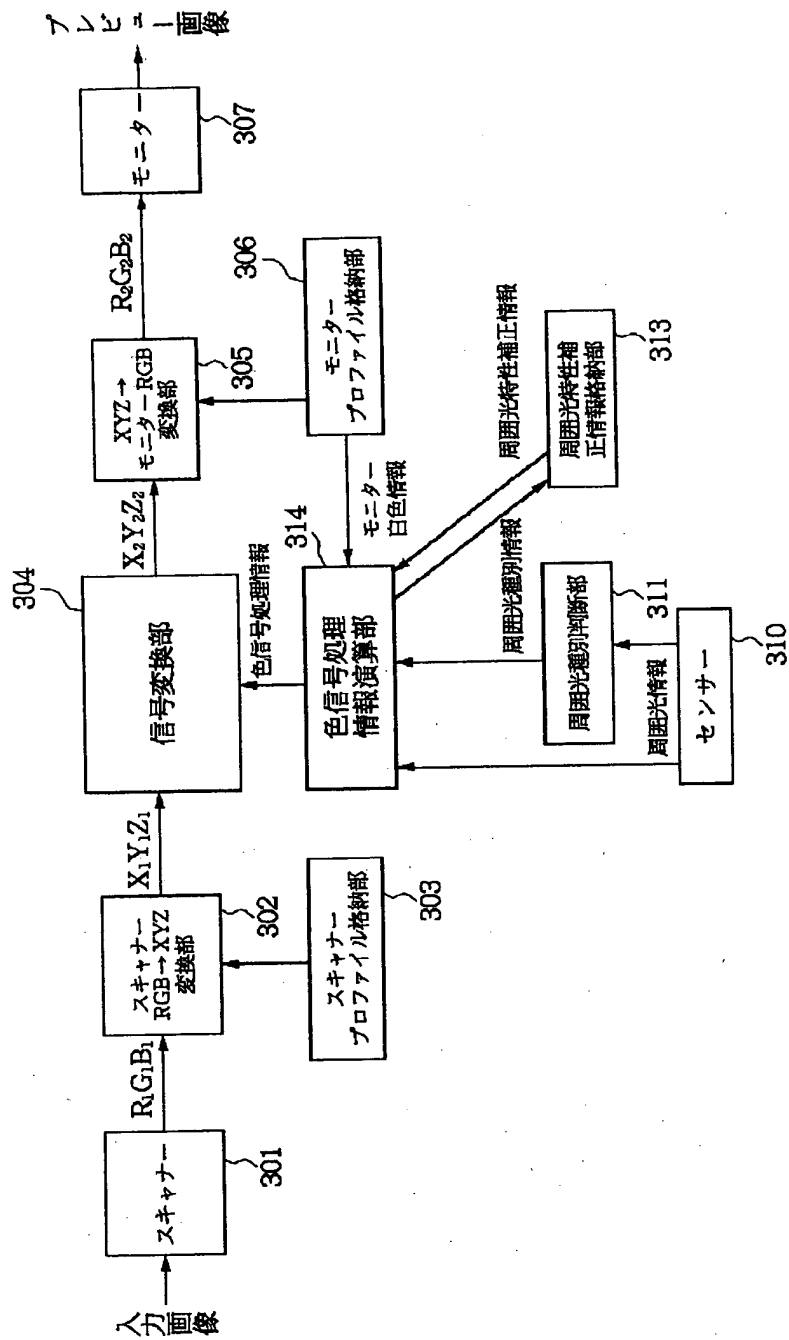 入力画像
スキャナー
301
R₁G₁B₁
スキャナー
RGB→XYZ
変換部
302
スキャナー
プロファイル格納部
303
X₁Y₁Z₁
信号変換部
304
X₂Y₂Z₂
XYZ→
モニターRGB
変換部
305
R₂G₂B₂
モニター
307
プレビュー画像
モニター
プロファイル格納部
306
色信号処理情報
モニター
白色情報
色信号処理
情報演算部
314
周囲光種別情報
周囲光特性補正情報
周囲光種別判断部
311
周囲光特性補
正情報格納部
313
周囲光情報
センサー
310